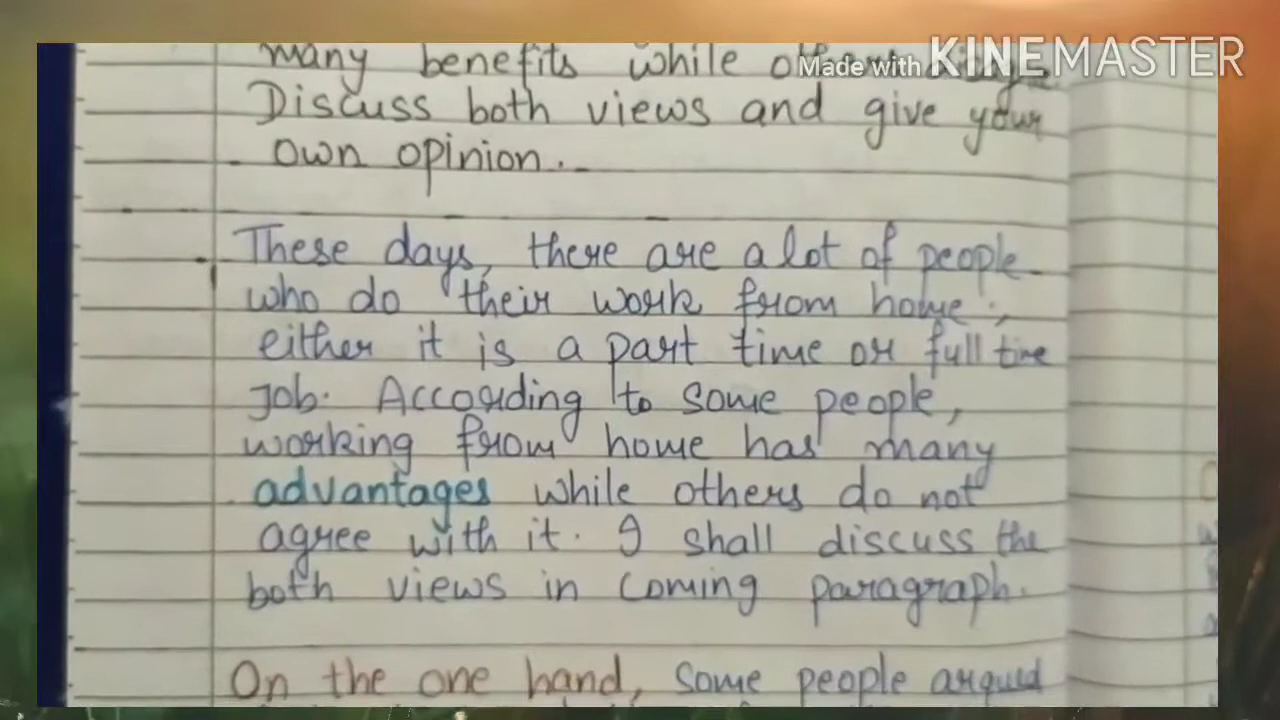 Made with KINEMASTER
many benefits while
Discuss both views and give your
own opinion.
These days, there are a lot of people
who do their work from home,
either it is a part time or full time
job. According to some people,
working from home has many
advantages while others do not
agree with it. I shall discuss the
both views in coming paragraph.
On the one hand, some people argued